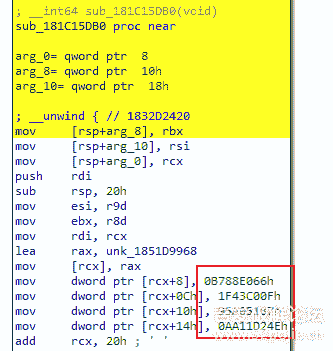 ; __int64 sub_181C15DB0(void)
sub_181C15DB0 proc near
arg_0= qword ptr 8
arg_8= qword ptr 10h
arg_10= qword ptr 18h
; __unwind { // 1832D2420
mov [rsp+arg_8], rbx
mov [rsp+arg_10], rsi
mov [rsp+arg_0], rcx
push rdi
sub rsp, 20h
mov esi, r9d
mov ebx, r8d
mov rdi, rcx
lea rax, unk_1851D9968
mov [rcx], rax
mov dword ptr [rcx+8], 0B788E066h
mov dword ptr [rcx+0Ch], 1F43C00Fh
mov dword ptr [rcx+10h],
mov dword ptr [rcx+14h], 0AA11D24Eh
add rcx, 20h ; ' '